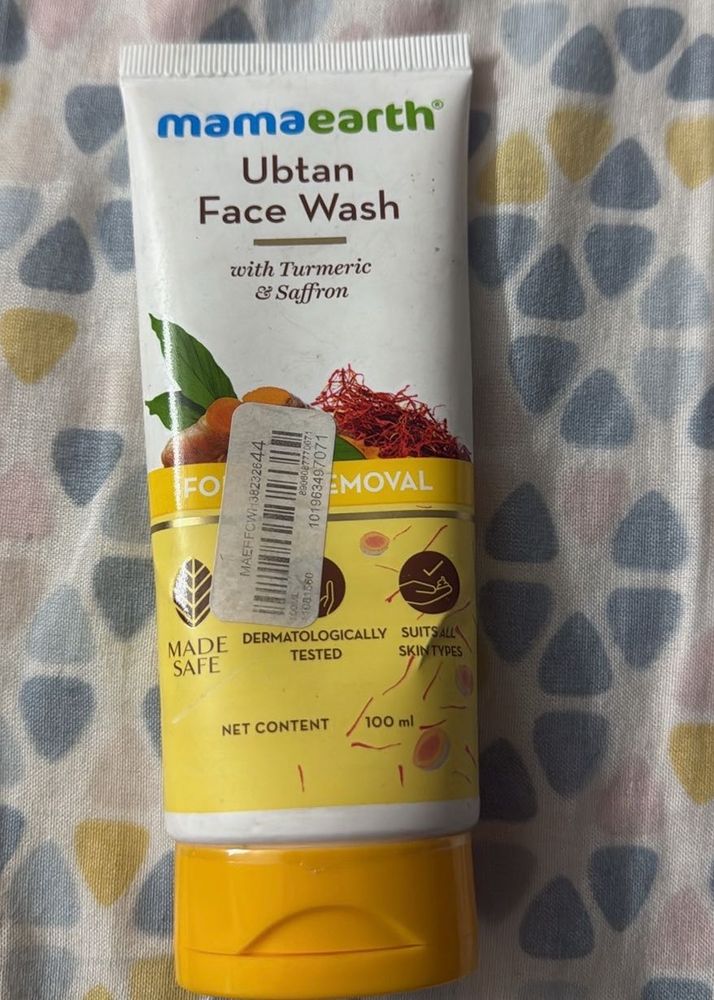 mamaearth®
Ubtan
Face Wash
with Turmeric
& Saffron
MADE
SAFE
DERMATOLOGICALLY
TESTED
SUITS ALL
SKIN TYPES
NET CONTENT 100 ml
101963497071